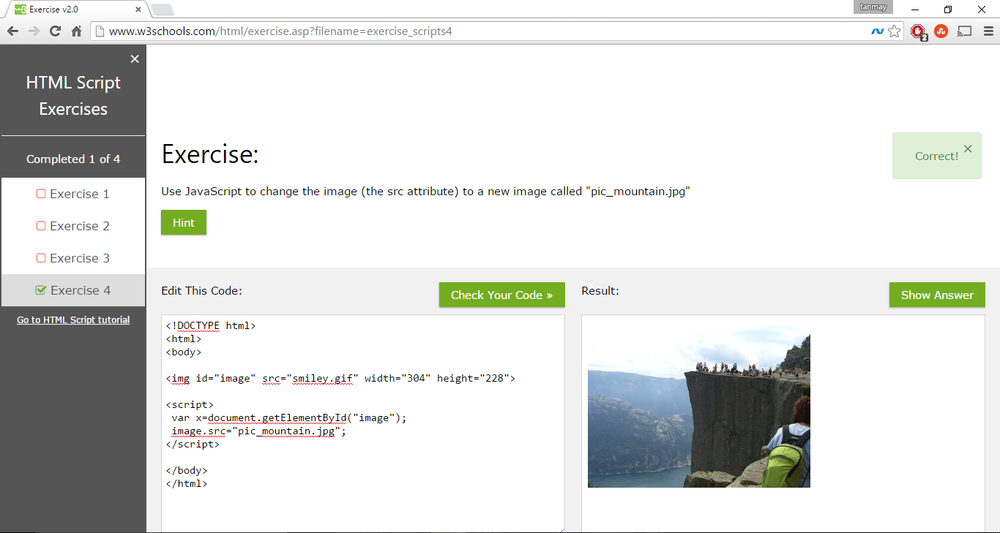 Exercise v2.0
tanmay
www.w3schools.com/html/exercise.asp?filename=exercise_scripts4
2
HTML Script
Exercises
Completed 1 of 4
Exercise 1
Exercise 2
Exercise 3
Exercise 4
Go to HTML Script tutorial
Exercise:
Correct!
Use JavaScript to change the image (the src attribute) to a new image called "pic_mountain.jpg"
Hint
Edit This Code:
Check Your Code »
<!DOCTYPE html>
<html>
<body>
<img id="image" src="smiley.gif" width="304" height="228">
<script>
var x=document.getElementById("image");
image.src="pic_mountain.jpg";
</script>
</body>
</html>
Result:
Show Answer